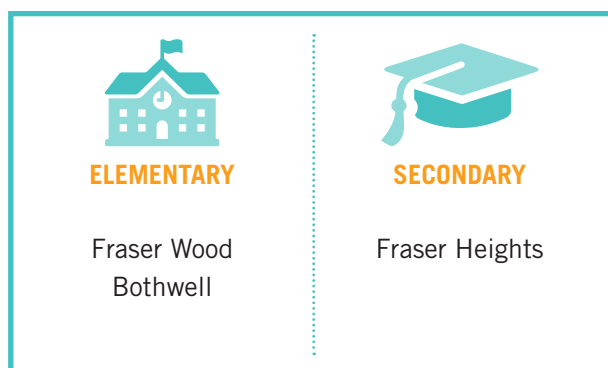 ELEMENTARY
Fraser Wood
Bothwell
SECONDARY
Fraser Heights